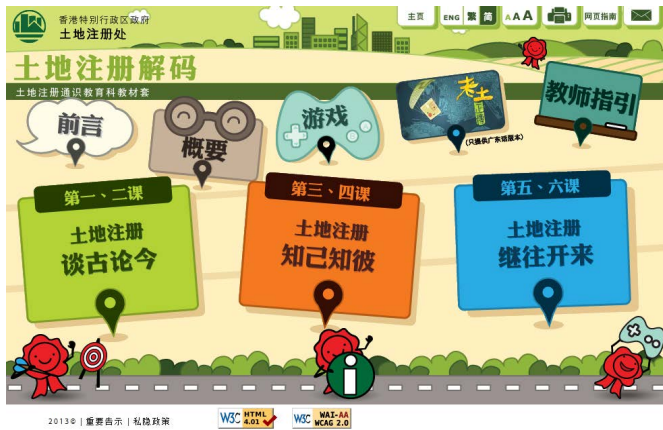 香港特别行政区政府
土地注册处
主页
ENG 繁 简
A A A
网页指南
土地注册解码
土地注册通识教育科教材套
前言
概要
游戏
老土
(只提供广东话版本)
教师指引
第一、二课
土地注册
谈古论今
第三、四课
土地注册
知己知彼
第五、六课
土地注册
继往开来
i
2013© | 重要告示 | 私隐政策
W3C HTML 4.01
W3C WAI-AA WCAG 2.0